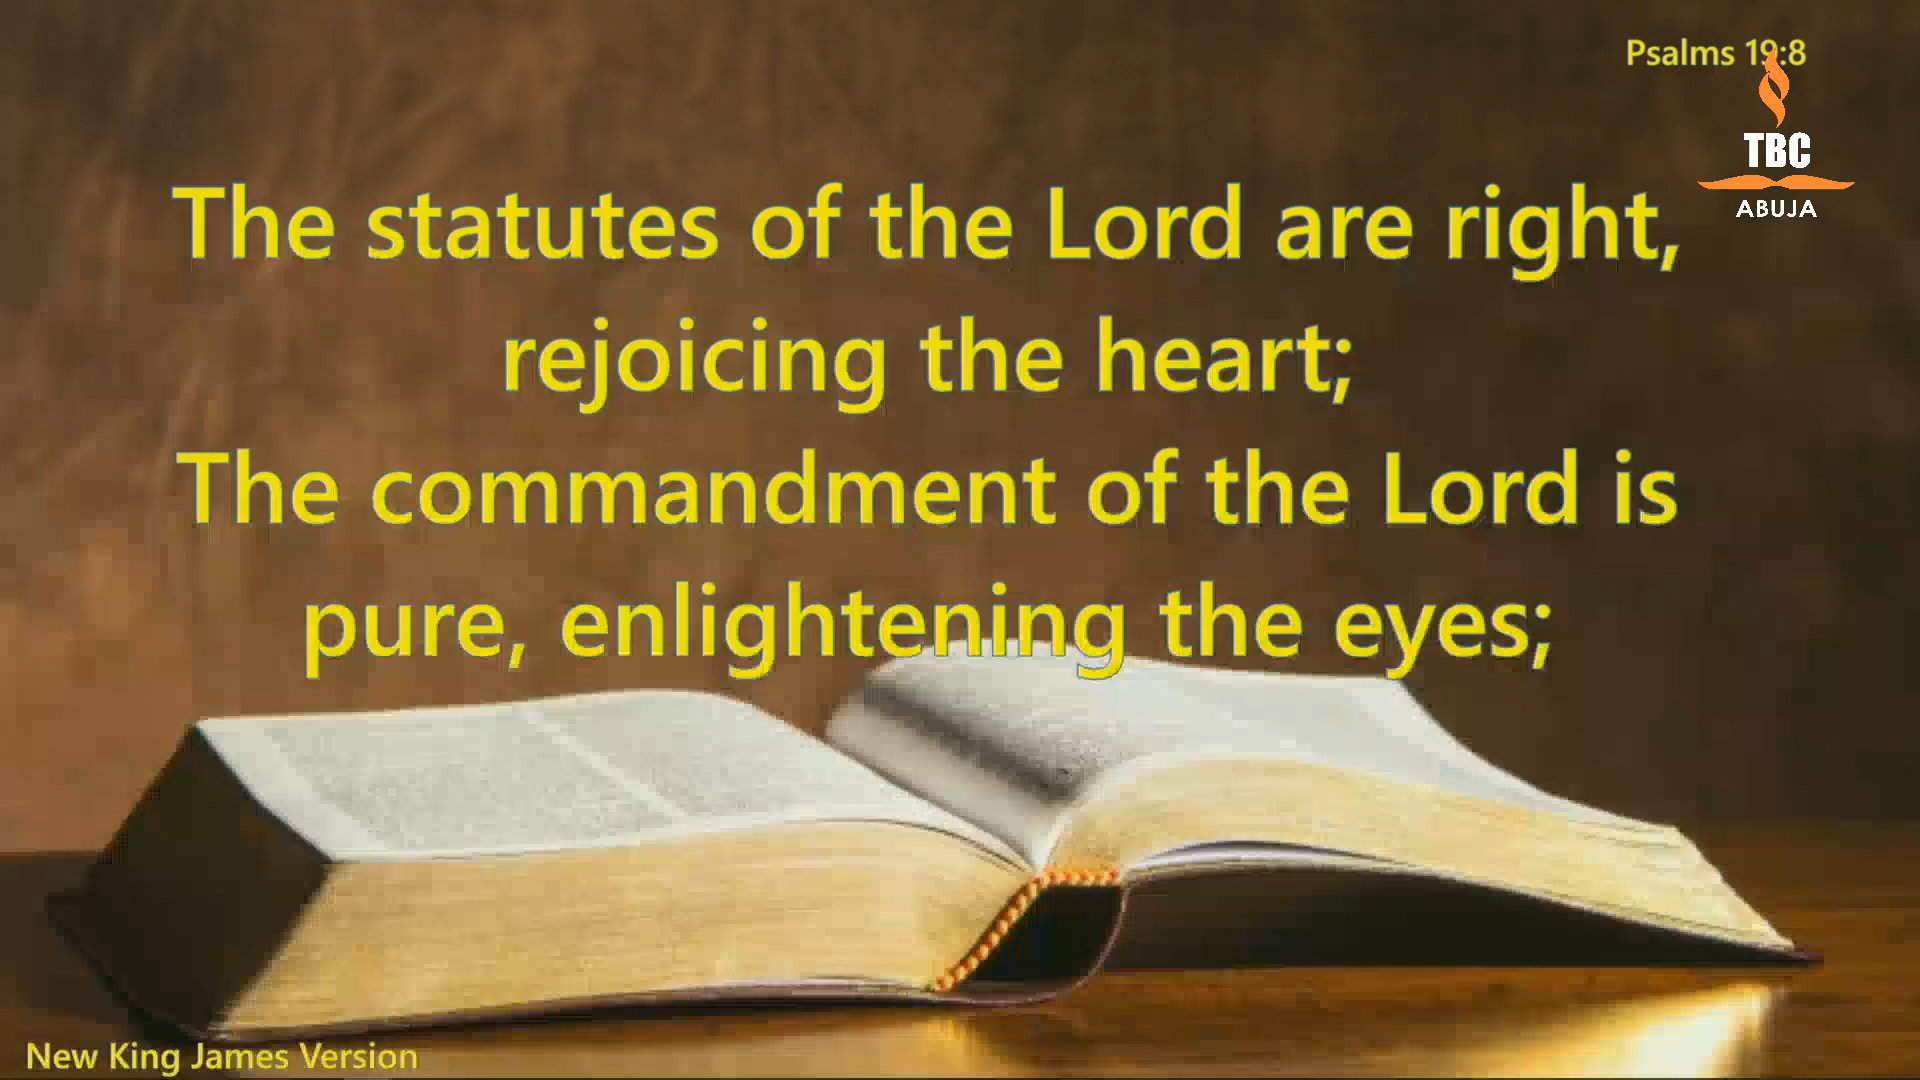 Psalms 19:8
TBC
ABUJA
The statutes of the Lord are right,
rejoicing the heart;
The commandment of the Lord is
pure, enlightening the eyes;
New King James Version